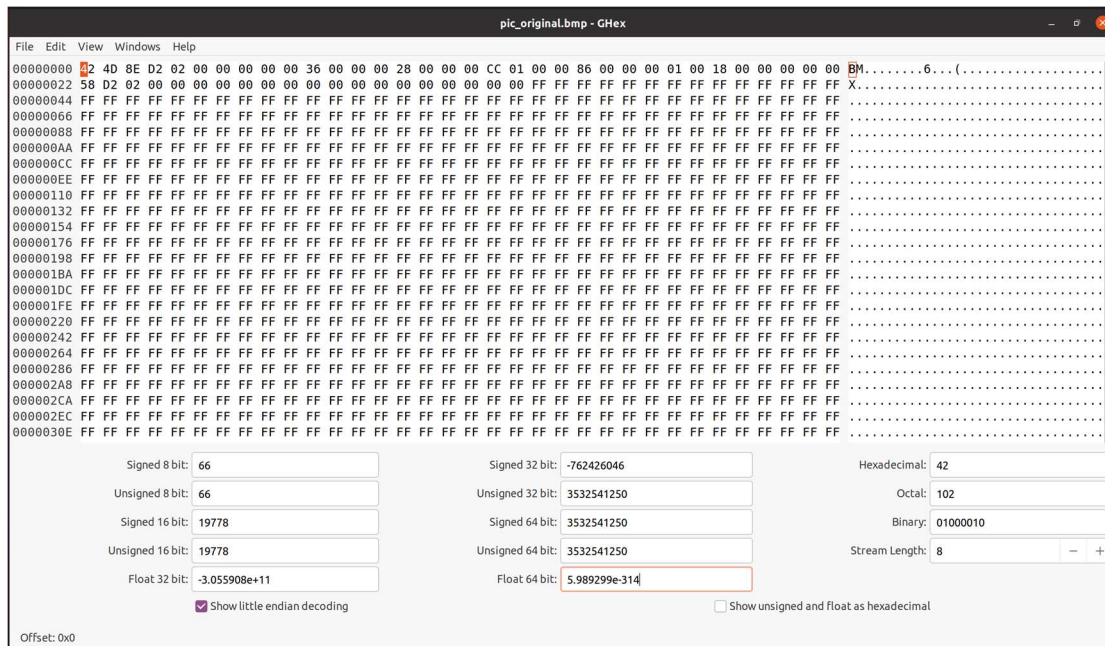 pic_original.bmp - GHex
File Edit View Windows Help
00000000 42 4D 8E D2 02 00 00 00 00 00 36 00 00 00 28 00 00 00 CC 01 00 00 86 00 00 00 01 00 18 00 00 00 00 00 BM........6...(...................
00000022 58 D2 02 00 00 00 00 00 00 00 00 00 00 00 00 00 00 00 00 00 FF FF FF FF FF FF FF FF FF FF FF FF FF FF X.................................
00000044 FF FF FF FF FF FF FF FF FF FF FF FF FF FF FF FF FF FF FF FF FF FF FF FF FF FF FF FF FF FF FF FF FF FF ..................................
00000066 FF FF FF FF FF FF FF FF FF FF FF FF FF FF FF FF FF FF FF FF FF FF FF FF FF FF FF FF FF FF FF FF FF FF ..................................
00000088 FF FF FF FF FF FF FF FF FF FF FF FF FF FF FF FF FF FF FF FF FF FF FF FF FF FF FF FF FF FF FF FF FF FF ..................................
000000AA FF FF FF FF FF FF FF FF FF FF FF FF FF FF FF FF FF FF FF FF FF FF FF FF FF FF FF FF FF FF FF FF FF FF ..................................
000000CC FF FF FF FF FF FF FF FF FF FF FF FF FF FF FF FF FF FF FF FF FF FF FF FF FF FF FF FF FF FF FF FF FF FF ..................................
000000EE FF FF FF FF FF FF FF FF FF FF FF FF FF FF FF FF FF FF FF FF FF FF FF FF FF FF FF FF FF FF FF FF FF FF ..................................
00000110 FF FF FF FF FF FF FF FF FF FF FF FF FF FF FF FF FF FF FF FF FF FF FF FF FF FF FF FF FF FF FF FF FF FF ..................................
00000132 FF FF FF FF FF FF FF FF FF FF FF FF FF FF FF FF FF FF FF FF FF FF FF FF FF FF FF FF FF FF FF FF FF FF ..................................
00000154 FF FF FF FF FF FF FF FF FF FF FF FF FF FF FF FF FF FF FF FF FF FF FF FF FF FF FF FF FF FF FF FF FF FF ..................................
00000176 FF FF FF FF FF FF FF FF FF FF FF FF FF FF FF FF FF FF FF FF FF FF FF FF FF FF FF FF FF FF FF FF FF FF ..................................
00000198 FF FF FF FF FF FF FF FF FF FF FF FF FF FF FF FF FF FF FF FF FF FF FF FF FF FF FF FF FF FF FF FF FF FF ..................................
000001BA FF FF FF FF FF FF FF FF FF FF FF FF FF FF FF FF FF FF FF FF FF FF FF FF FF FF FF FF FF FF FF FF FF FF ..................................
000001DC FF FF FF FF FF FF FF FF FF FF FF FF FF FF FF FF FF FF FF FF FF FF FF FF FF FF FF FF FF FF FF FF FF FF ..................................
000001FE FF FF FF FF FF FF FF FF FF FF FF FF FF FF FF FF FF FF FF FF FF FF FF FF FF FF FF FF FF FF FF FF FF FF ..................................
00000220 FF FF FF FF FF FF FF FF FF FF FF FF FF FF FF FF FF FF FF FF FF FF FF FF FF FF FF FF FF FF FF FF FF FF ..................................
00000242 FF FF FF FF FF FF FF FF FF FF FF FF FF FF FF FF FF FF FF FF FF FF FF FF FF FF FF FF FF FF FF FF FF FF ..................................
00000264 FF FF FF FF FF FF FF FF FF FF FF FF FF FF FF FF FF FF FF FF FF FF FF FF FF FF FF FF FF FF FF FF FF FF ..................................
00000286 FF FF FF FF FF FF FF FF FF FF FF FF FF FF FF FF FF FF FF FF FF FF FF FF FF FF FF FF FF FF FF FF FF FF ..................................
000002A8 FF FF FF FF FF FF FF FF FF FF FF FF FF FF FF FF FF FF FF FF FF FF FF FF FF FF FF FF FF FF FF FF FF FF ..................................
000002CA FF FF FF FF FF FF FF FF FF FF FF FF FF FF FF FF FF FF FF FF FF FF FF FF FF FF FF FF FF FF FF FF FF FF ..................................
000002EC FF FF FF FF FF FF FF FF FF FF FF FF FF FF FF FF FF FF FF FF FF FF FF FF FF FF FF FF FF FF FF FF FF FF ..................................
0000030E FF FF FF FF FF FF FF FF FF FF FF FF FF FF FF FF FF FF FF FF FF FF FF FF FF FF FF FF FF FF FF FF FF FF ..................................
Signed 8 bit: 66 Signed 32 bit: -762426046 Hexadecimal: 42
Unsigned 8 bit: 66 Unsigned 32 bit: 3532541250 Octal: 102
Signed 16 bit: 19778 Signed 64 bit: 3532541250 Binary: 01000010
Unsigned 16 bit: 19778 Unsigned 64 bit: 3532541250 Stream Length: 8 − +
Float 32 bit: -3.055908e+11 Float 64 bit: 5.989299e-314
Show little endian decoding Show unsigned and float as hexadecimal
Offset: 0x0